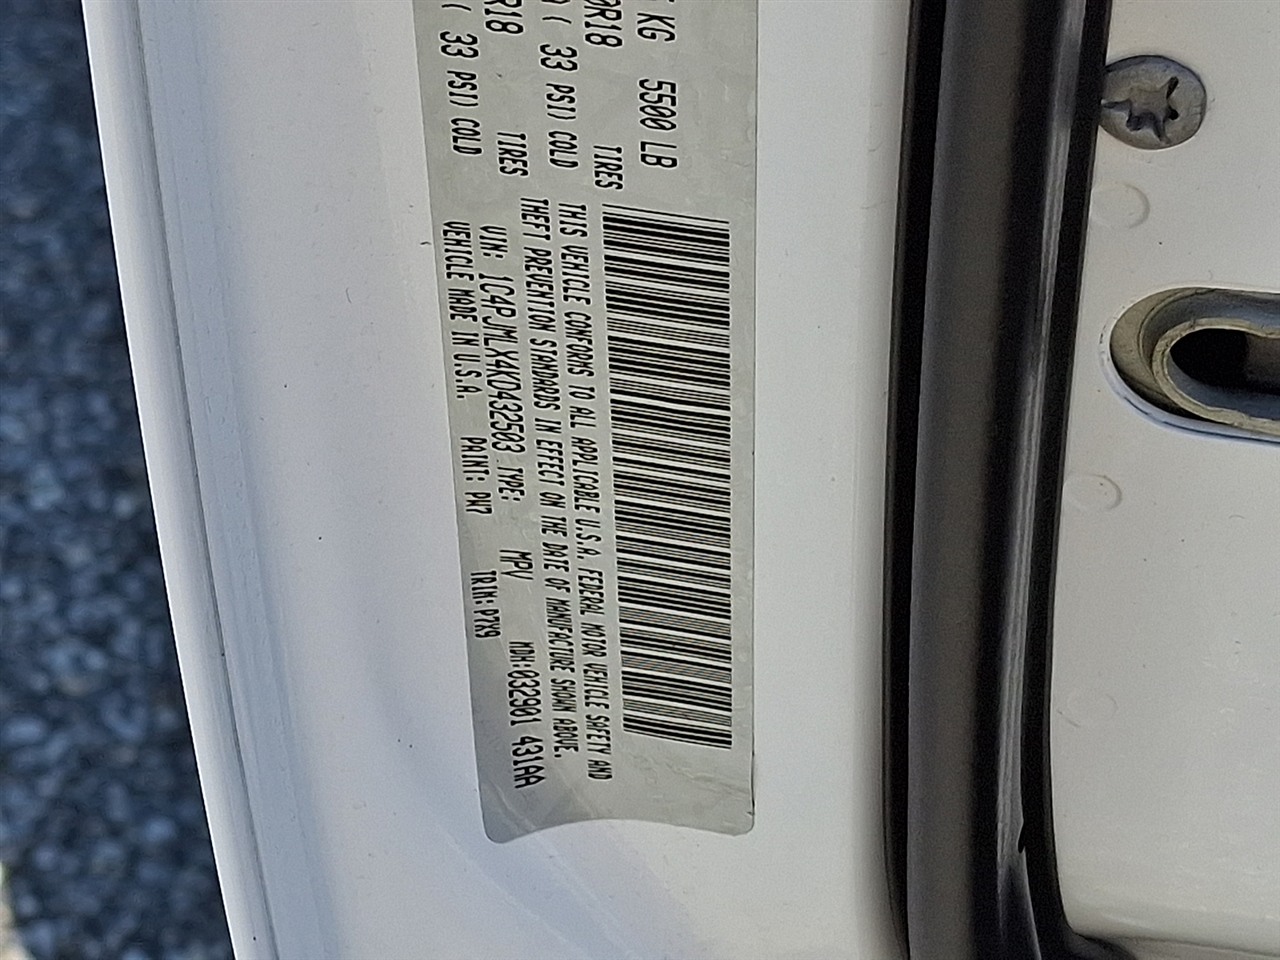 KG 5500 LB
R18 TIRES
( 33 PSI) COLD
R18 TIRES
( 33 PSI) COLD
THIS VEHICLE CONFORMS TO ALL APPLICABLE U.S.A. FEDERAL MOTOR VEHICLE SAFETY AND
THEFT PREVENTION STANDARDS IN EFFECT ON THE DATE OF MANUFACTURE SHOWN ABOVE.
VIN: 1C4PJMLX4KD432503 TYPE: MPV MDH:032901 431AA
VEHICLE MADE IN U.S.A. PAINT: PW7 TRIM:P7X9